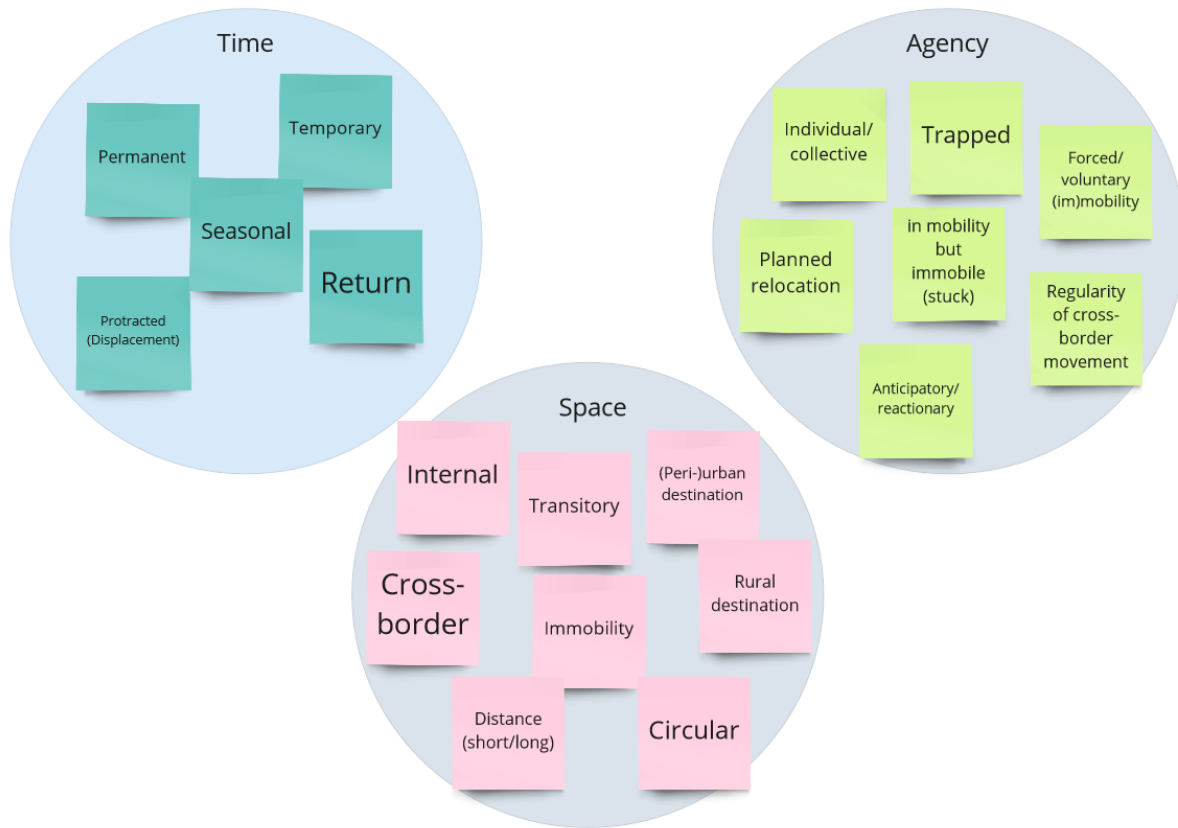 Time
Permanent
Temporary
Seasonal
Return
Protracted
(Displacement)
Agency
Individual/
collective
Trapped
Forced/
voluntary
(im)mobility
Planned
relocation
in mobility
but
immobile
(stuck)
Regularity
of cross-
border
movement
Anticipatory/
reactionary
Space
Internal
Transitory
(Peri-)urban
destination
Cross-
border
Immobility
Rural
destination
Distance
(short/long)
Circular